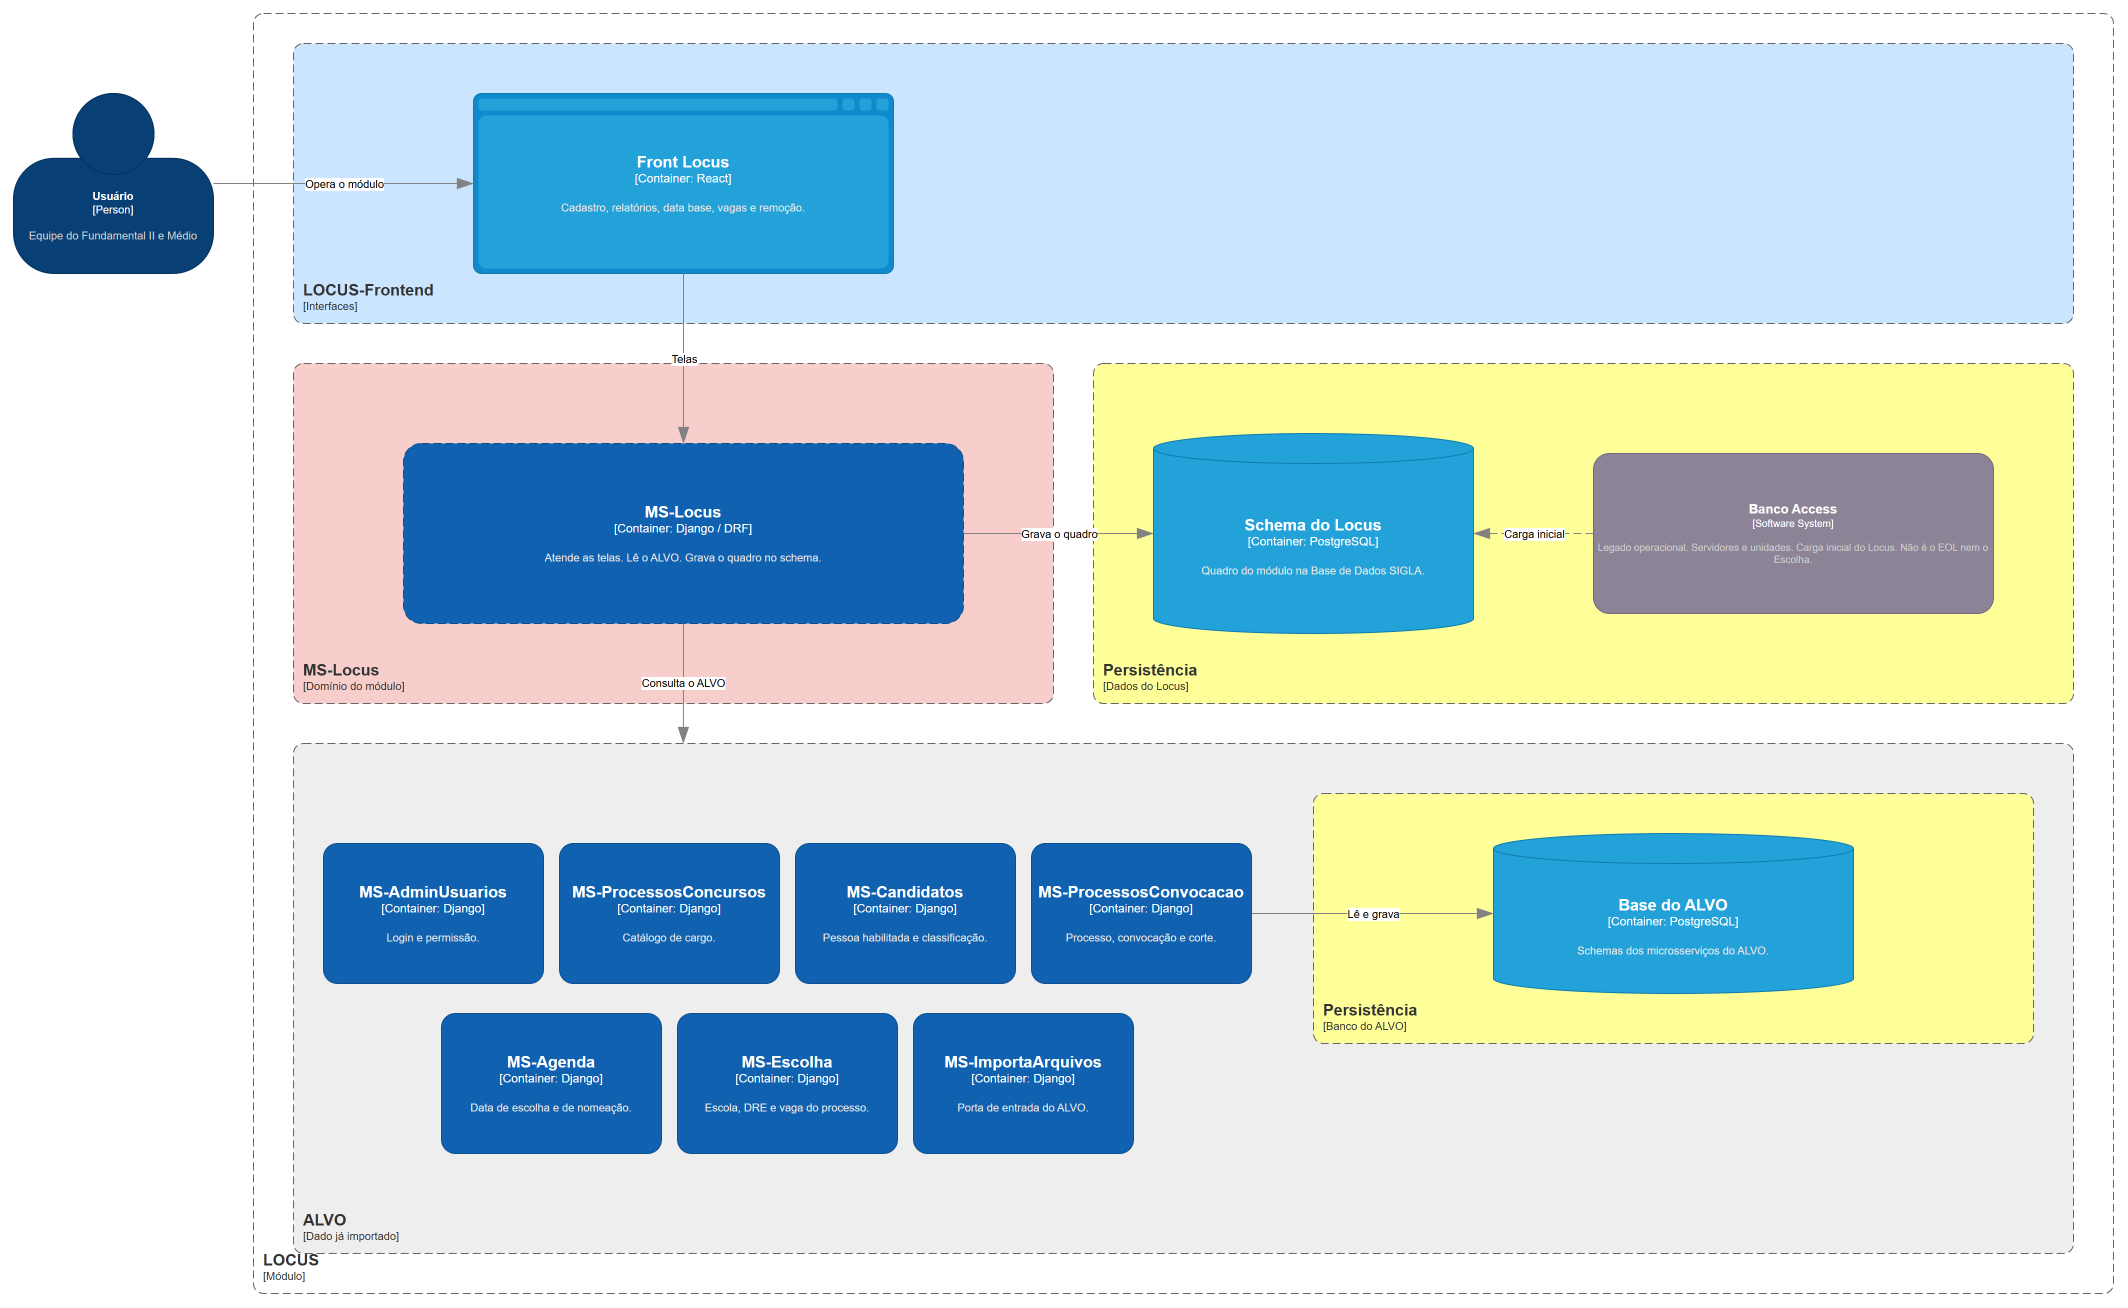 Usuário
[Person]
Equipe do Fundamental II e Médio
Opera o módulo
Front Locus
[Container: React]
Cadastro, relatórios, data base, vagas e remoção.
LOCUS-Frontend
[Interfaces]
Telas
MS-Locus
[Container: Django / DRF]
Atende as telas. Lê o ALVO. Grava o quadro no schema.
MS-Locus
[Domínio do módulo]
Grava o quadro
Schema do Locus
[Container: PostgreSQL]
Quadro do módulo na Base de Dados SIGLA.
Carga inicial
Banco Access
[Software System]
Legado operacional. Servidores e unidades. Carga inicial do Locus. Não é o EOL nem o
Escolha.
Persistência
[Dados do Locus]
Consulta o ALVO
MS-AdminUsuarios
[Container: Django]
Login e permissão.
MS-ProcessosConcursos
[Container: Django]
Catálogo de cargo.
MS-Candidatos
[Container: Django]
Pessoa habilitada e classificação.
MS-ProcessosConvocacao
[Container: Django]
Processo, convocação e corte.
Lê e grava
Base do ALVO
[Container: PostgreSQL]
Schemas dos microsserviços do ALVO.
Persistência
[Banco do ALVO]
MS-Agenda
[Container: Django]
Data de escolha e de nomeação.
MS-Escolha
[Container: Django]
Escola, DRE e vaga do processo.
MS-ImportaArquivos
[Container: Django]
Porta de entrada do ALVO.
ALVO
[Dado já importado]
LOCUS
[Módulo]